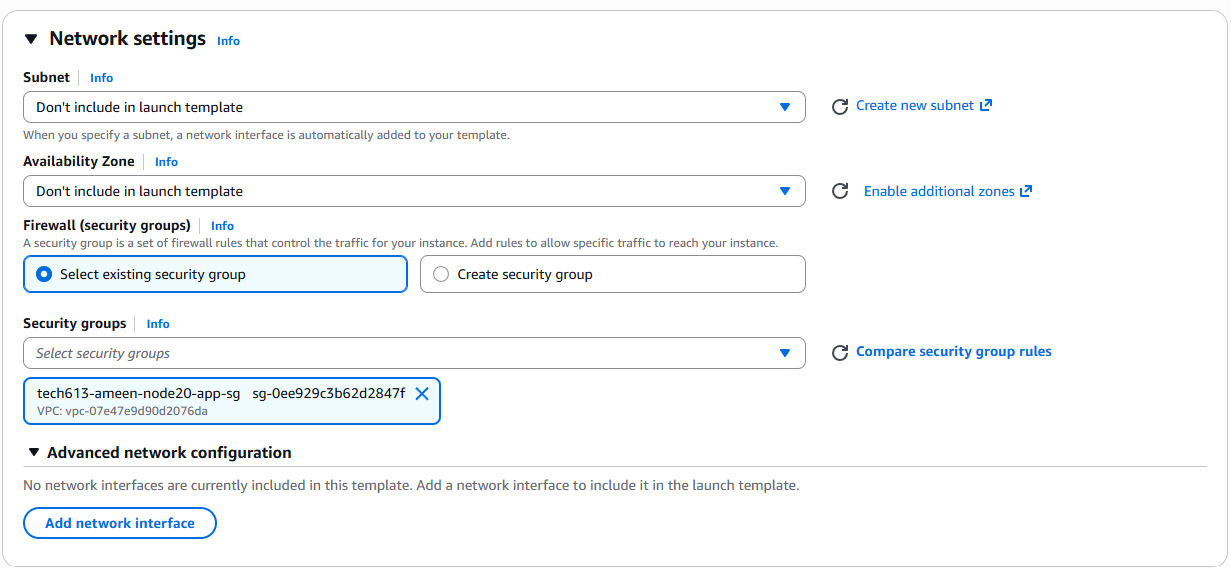 Network settings Info
Subnet Info
Don't include in launch template
Create new subnet
When you specify a subnet, a network interface is automatically added to your template.
Availability Zone Info
Don't include in launch template
Enable additional zones
Firewall (security groups) Info
A security group is a set of firewall rules that control the traffic for your instance. Add rules to allow specific traffic to reach your instance.
Select existing security group
Create security group
Security groups Info
Select security groups
Compare security group rules
tech613-ameen-node20-app-sg sg-0ee929c3b62d2847f
VPC: vpc-07e47e9d90d2076da
Advanced network configuration
No network interfaces are currently included in this template. Add a network interface to include it in the launch template.
Add network interface